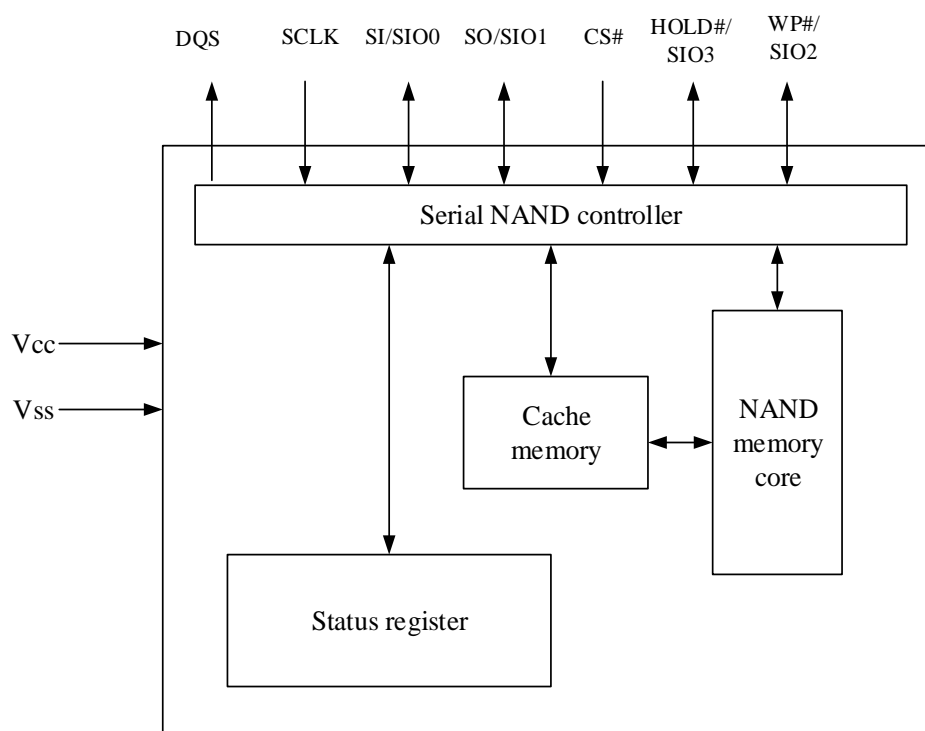 DQS
SCLK
SI/SIO0
SO/SIO1
CS#
HOLD#/
SIO3
WP#/
SIO2
Serial NAND controller
Vcc
Vss
Cache
memory
NAND
memory
core
Status register